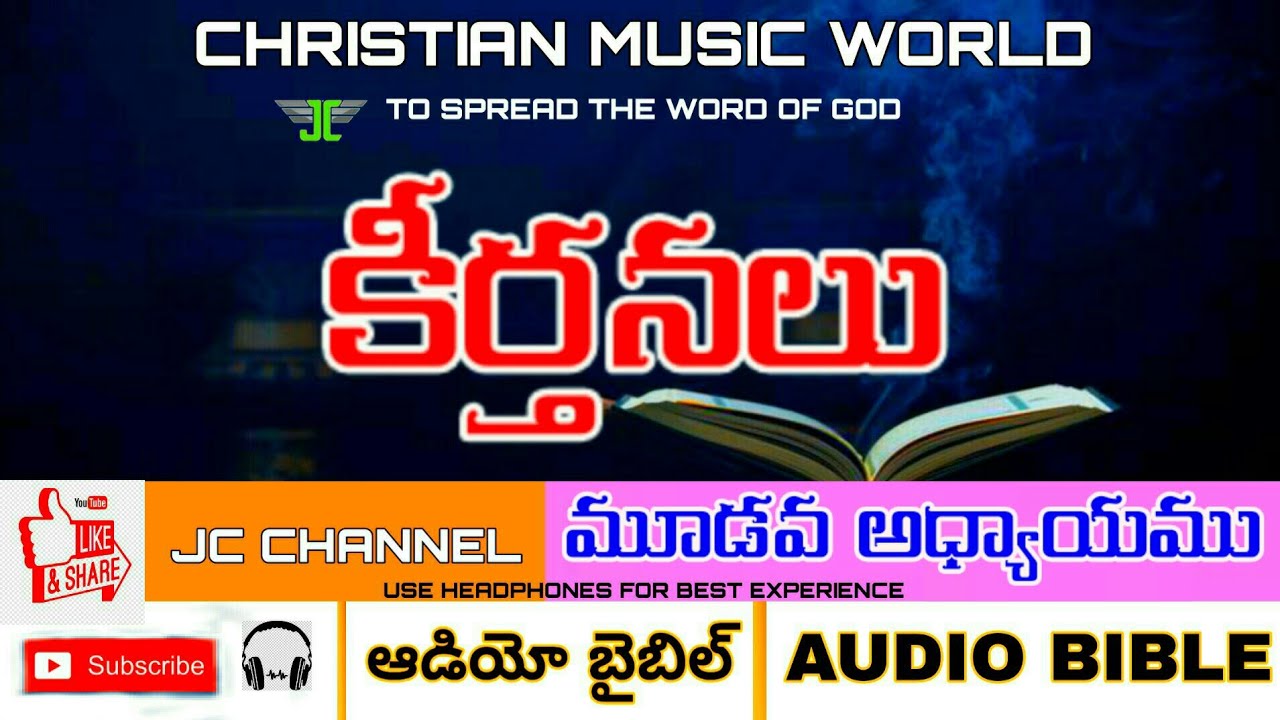 CHRISTIAN MUSIC WORLD
JC TO SPREAD THE WORD OF GOD
కీర్తనలు
YouTube
LIKE
& SHARE
JC CHANNEL
మూడవ అధ్యాయము
USE HEADPHONES FOR BEST EXPERIENCE
Subscribe
ఆడియో బైబిల్
AUDIO BIBLE